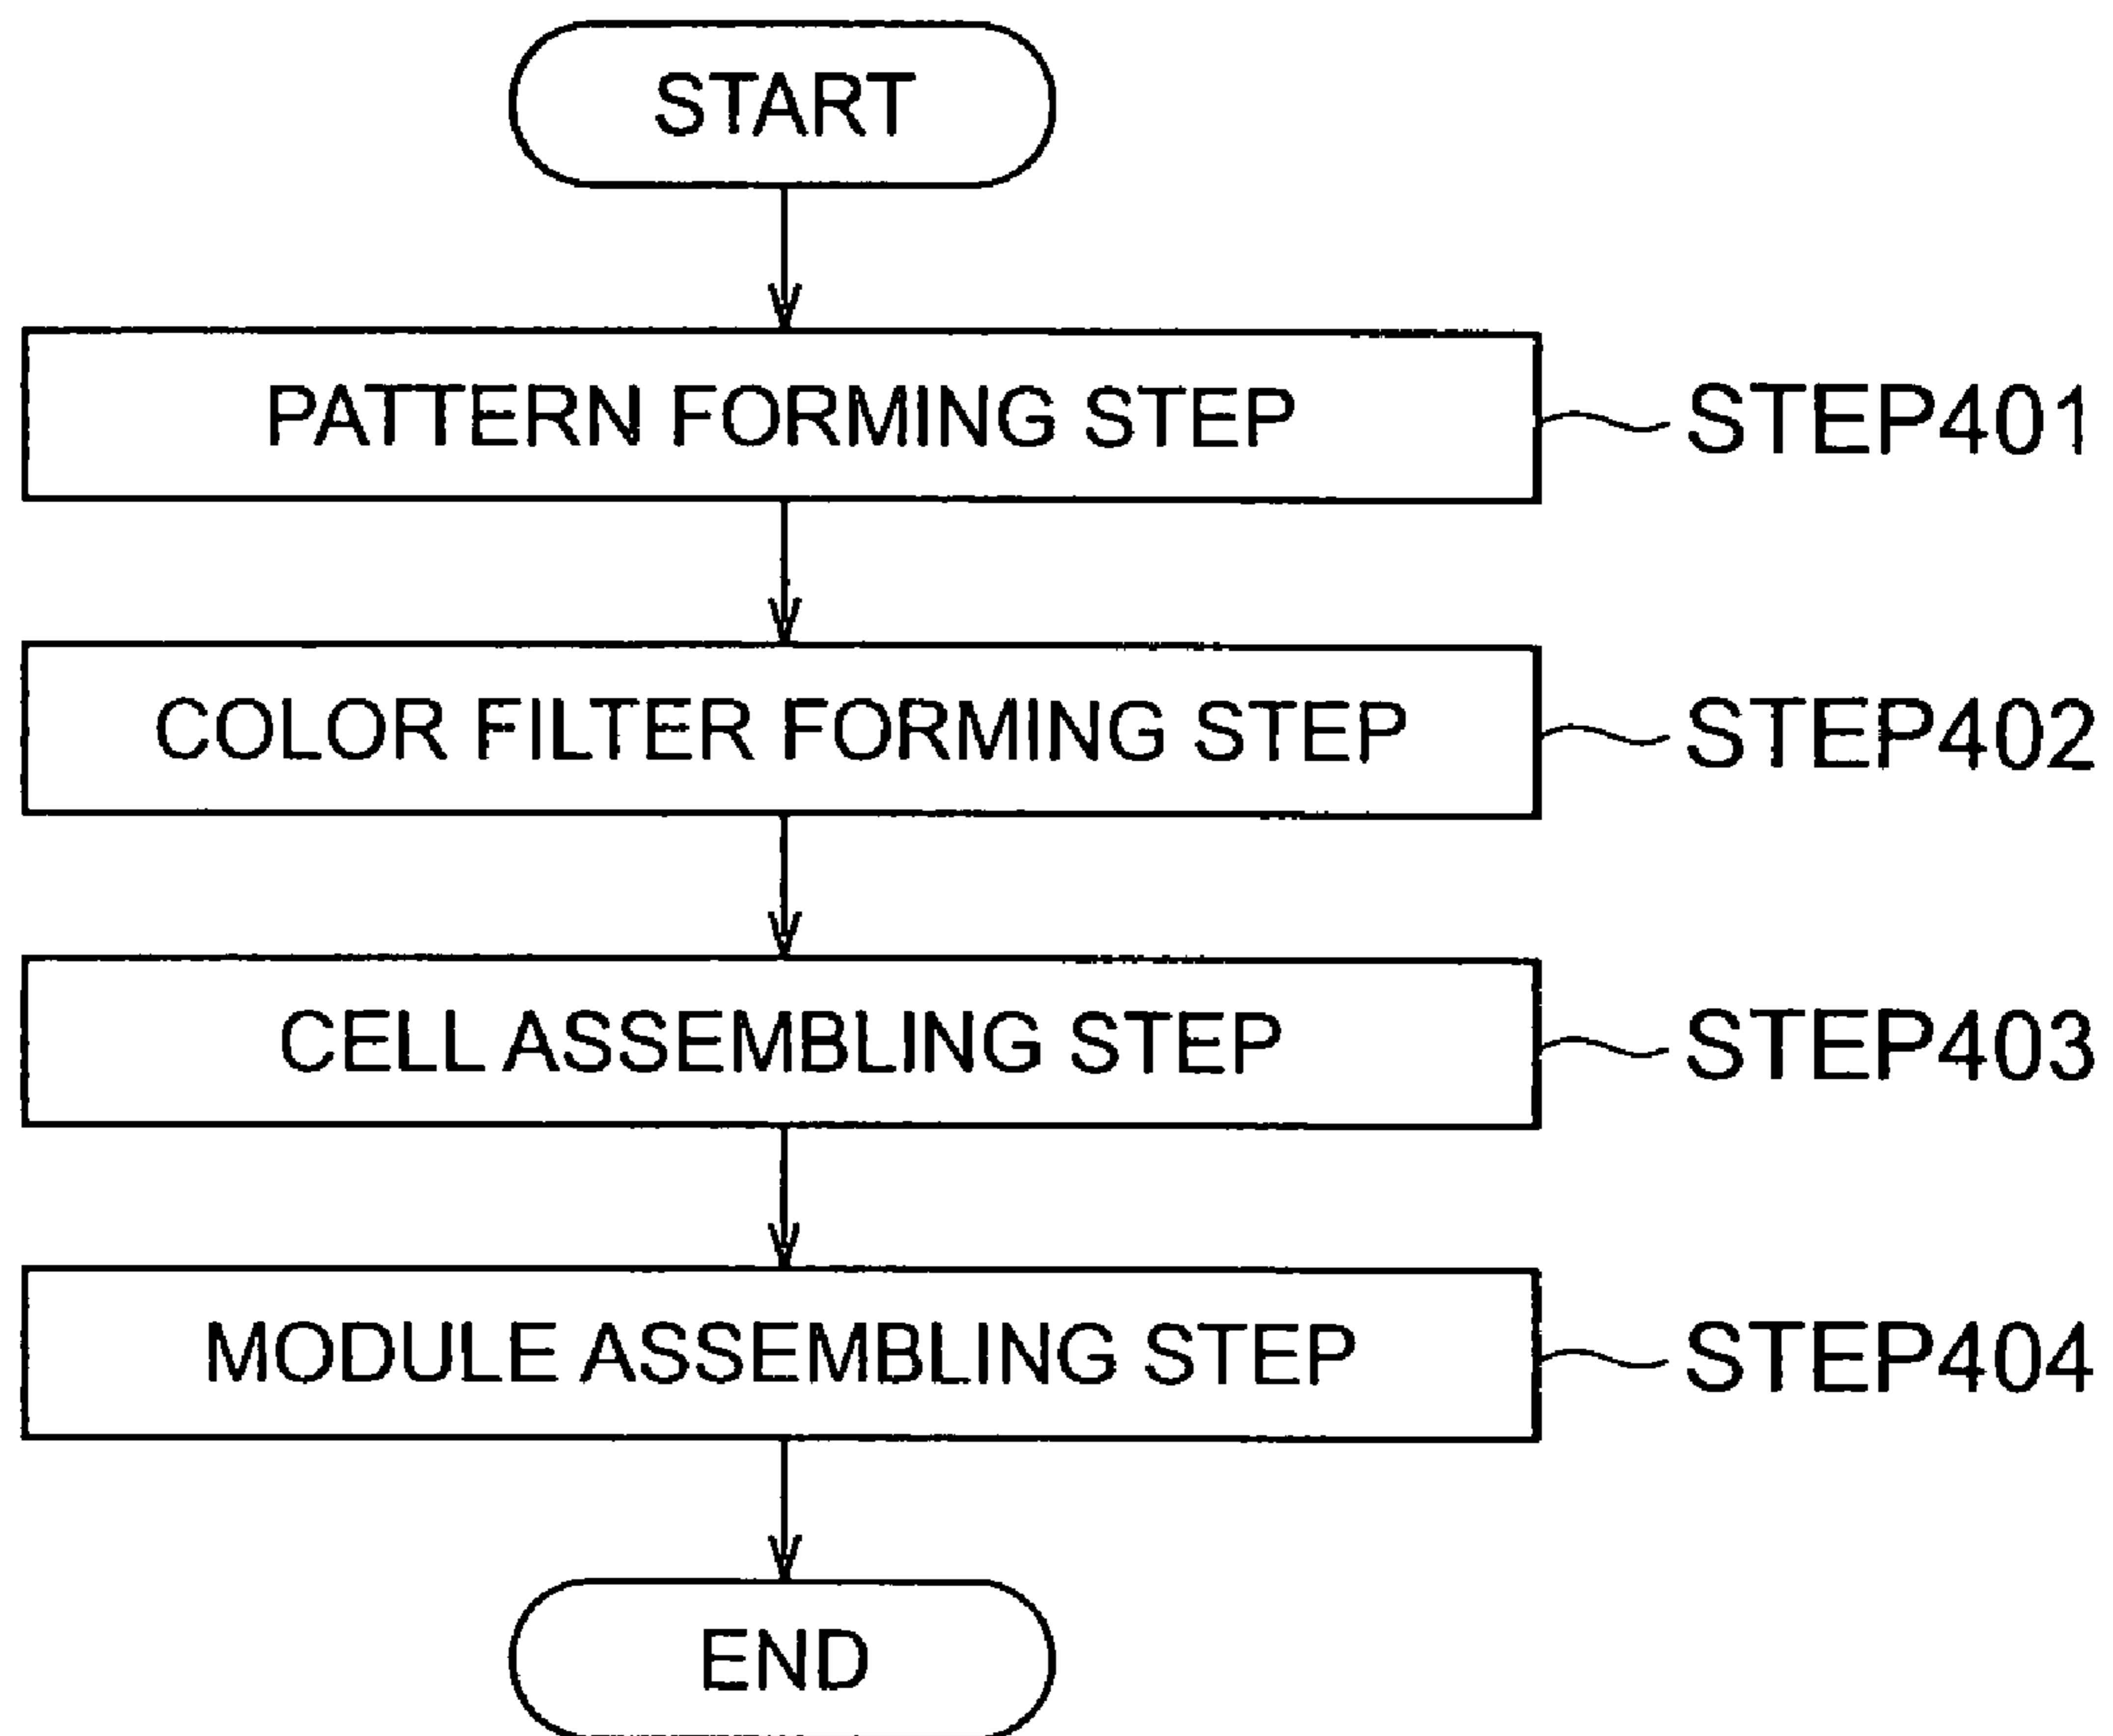 START
PATTERN FORMING STEP
STEP401
COLOR FILTER FORMING STEP
STEP402
CELL ASSEMBLING STEP
STEP403
MODULE ASSEMBLING STEP
STEP404
END